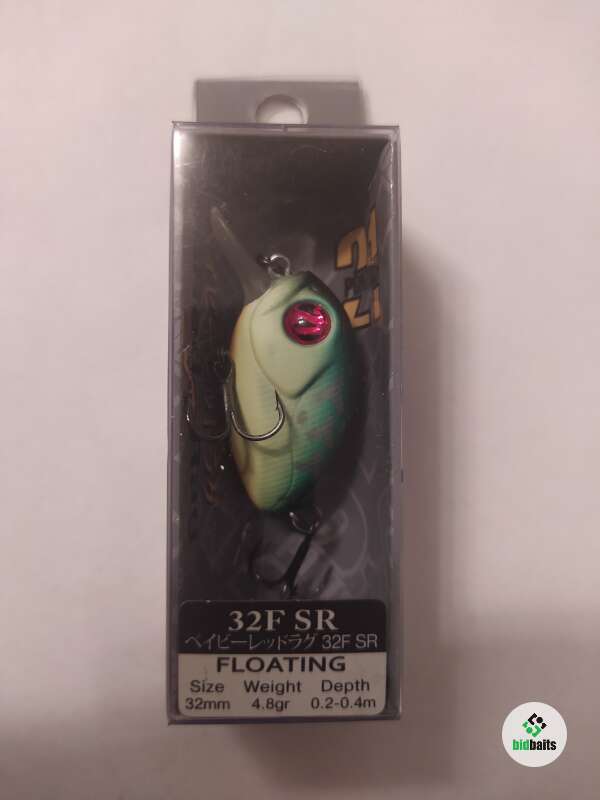 32F SR
ベイビーレッドラグ 32F SR
FLOATING
Size Weight Depth
32mm 4.8gr 0.2-0.4m
bidbaits